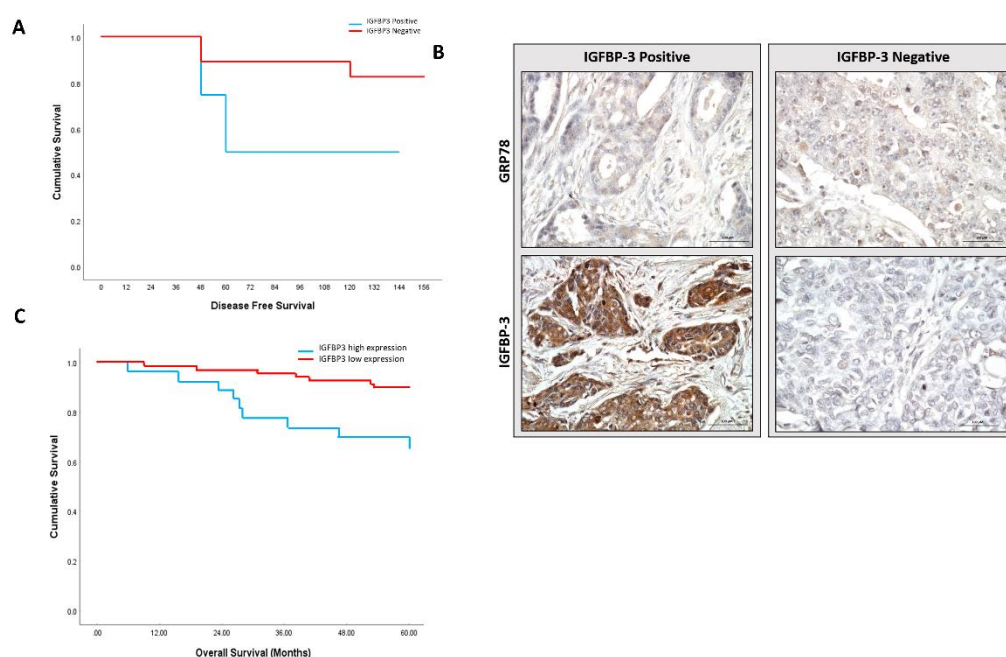 A
IGFBP3 Positive
IGFBP3 Negative
1.0
0.8
0.6
0.4
0.2
0.0
Cumulative Survival
0 12 24 36 48 60 72 84 96 108 120 132 144 156
Disease Free Survival
B
IGFBP-3 Positive
IGFBP-3 Negative
GRP78
IGFBP-3
C
IGFBP3 high expression
IGFBP3 low expression
1.0
0.8
0.6
0.4
0.2
0.0
Cumulative Survival
.00 12.00 24.00 36.00 48.00 60.00
Overall Survival (Months)